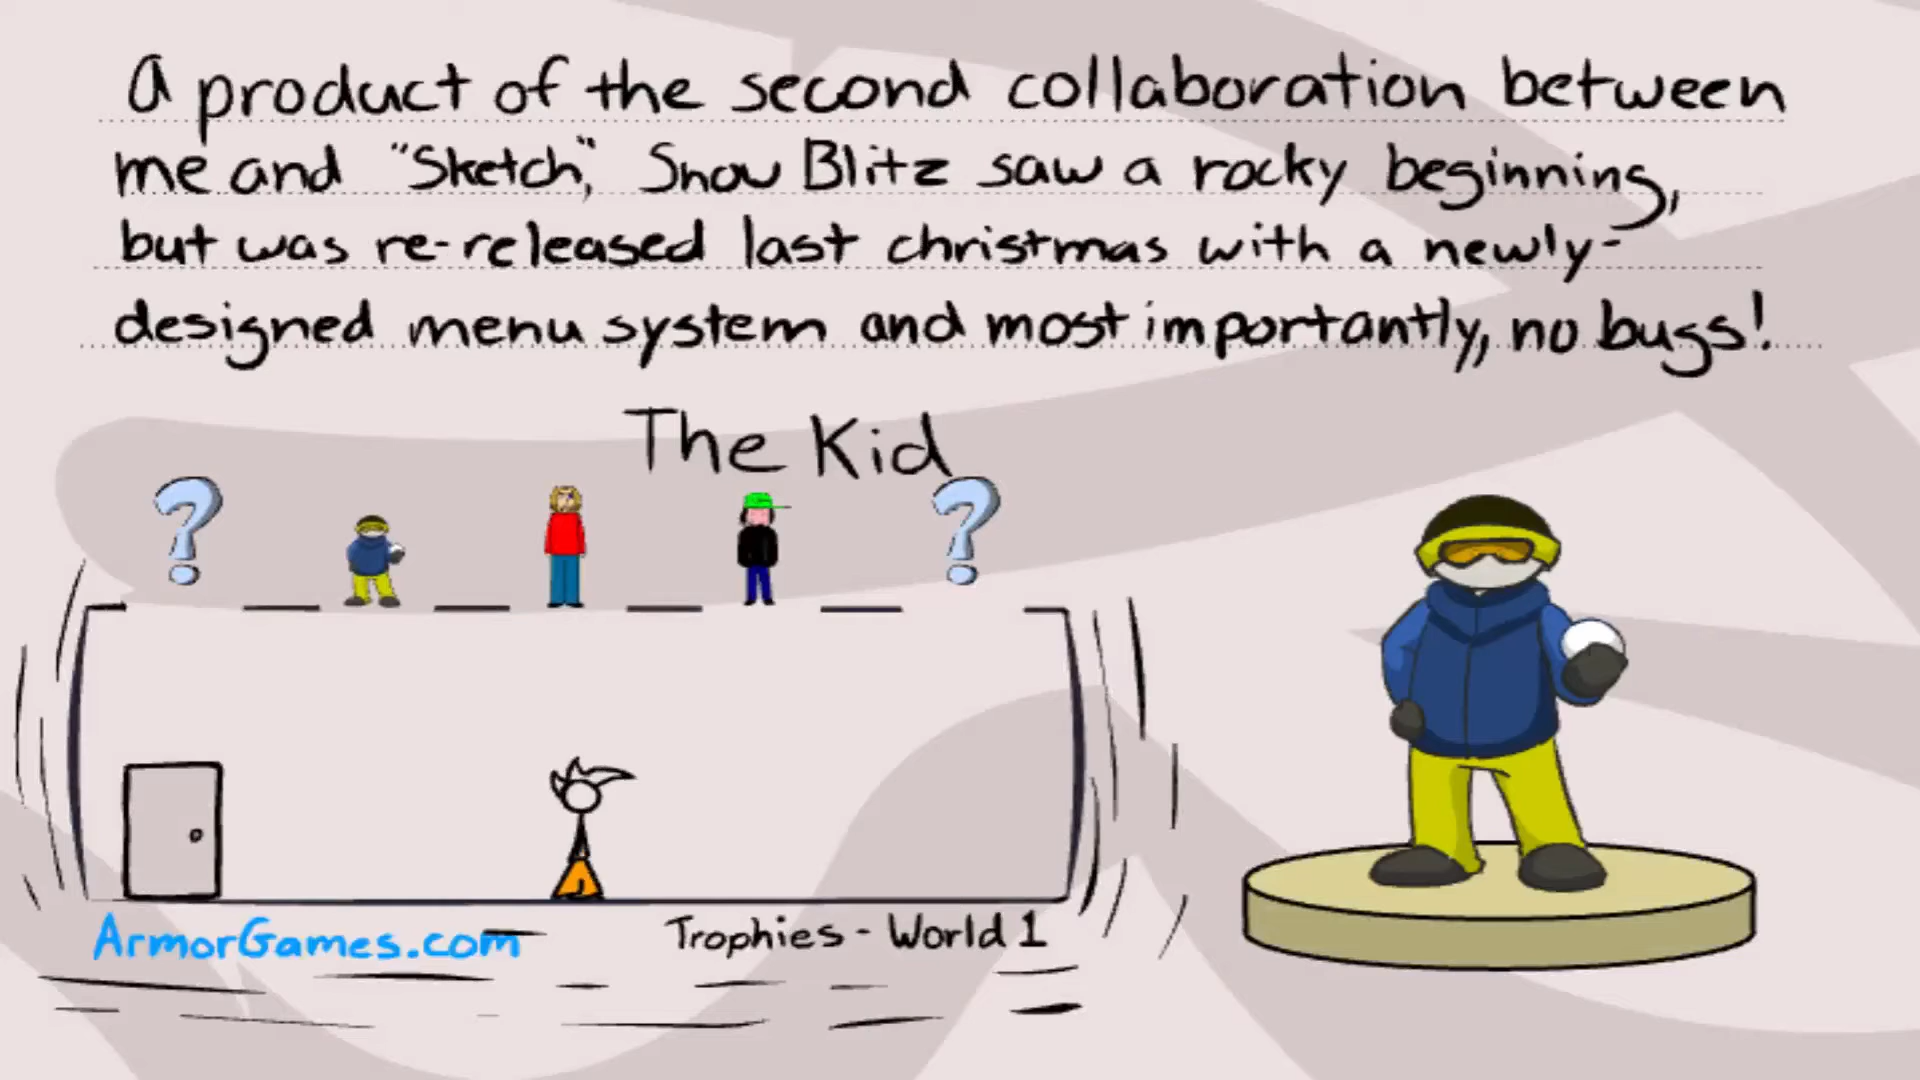 A product of the second collaboration between
me and "Sketch," Snow Blitz saw a rocky beginning,
but was re-released last christmas with a newly-
designed menu system and most importantly, no bugs!
The Kid
? ?
ArmorGames.com
Trophies - World 1